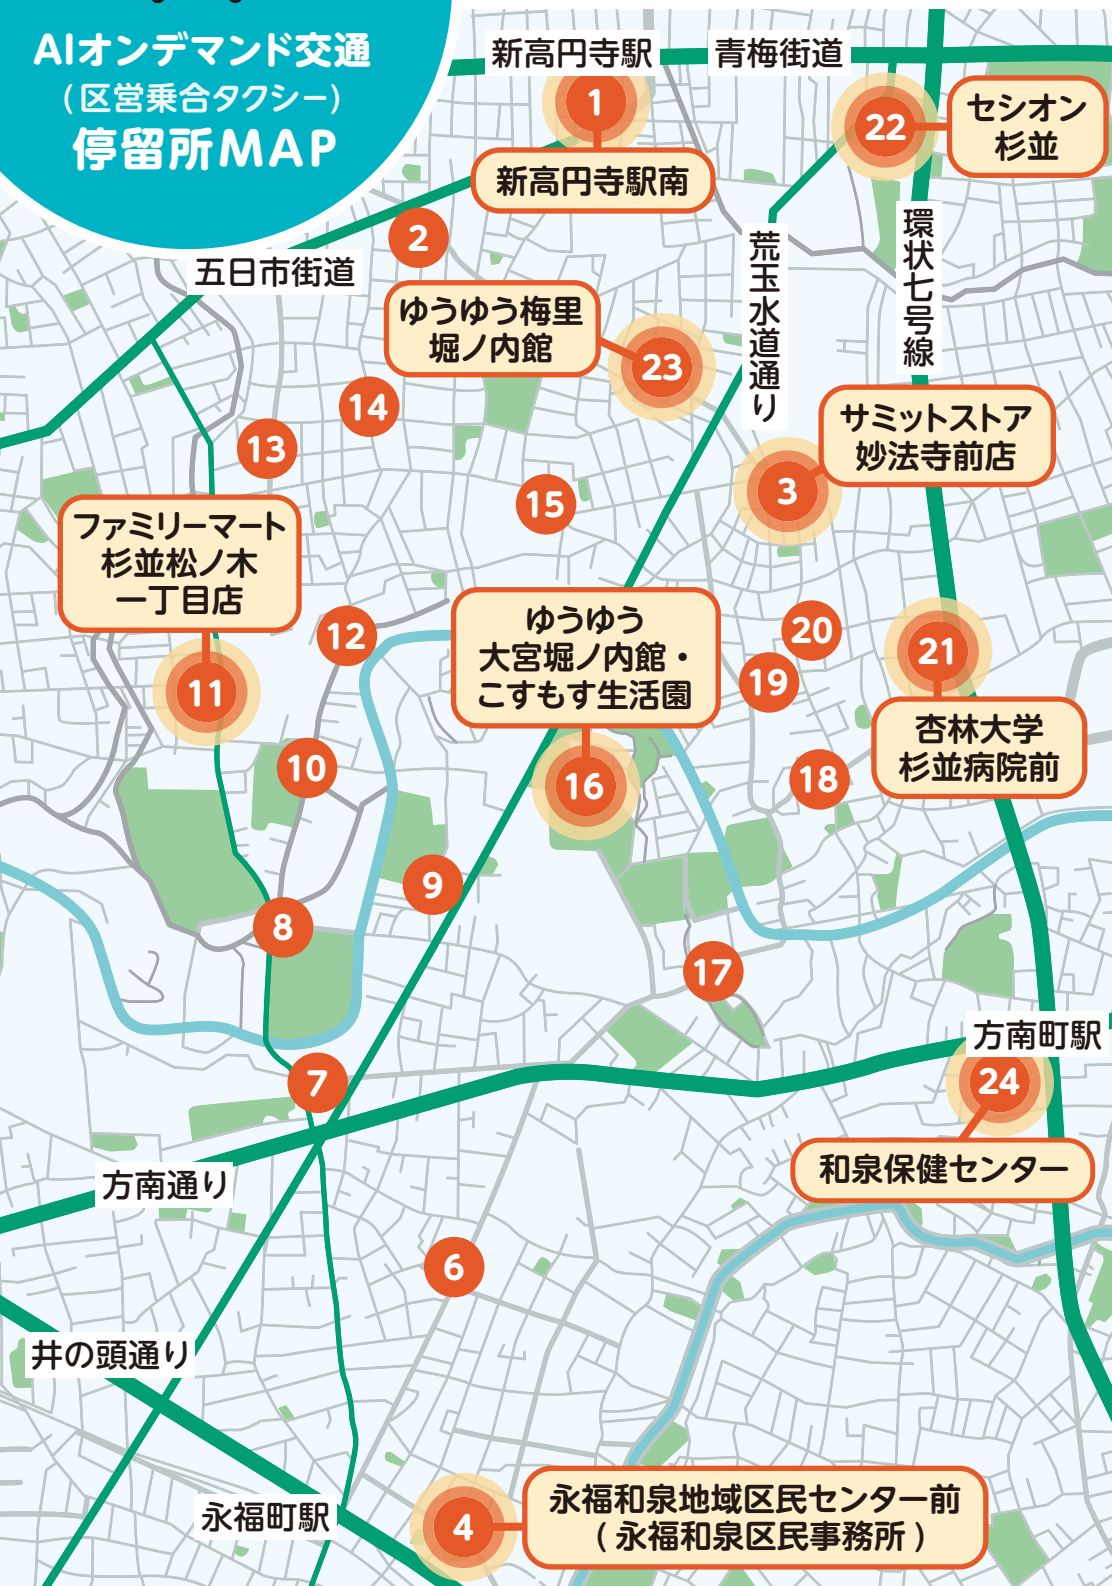 AIオンデマンド交通
(区営乗合タクシー)
停留所MAP
新高円寺駅
青梅街道
1
新高円寺駅南
22
セシオン
杉並
2
五日市街道
荒玉水道通り
環状七号線
ゆうゆう梅里
堀ノ内館
23
14
13
サミットストア
妙法寺前店
3
15
ファミリーマート
杉並松ノ木
一丁目店
11
12
ゆうゆう
大宮堀ノ内館・
こすもす生活園
16
20
19
21
杏林大学
杉並病院前
10
18
9
8
17
方南町駅
24
7
和泉保健センター
方南通り
6
井の頭通り
永福町駅
4
永福和泉地域区民センター前
(永福和泉区民事務所)